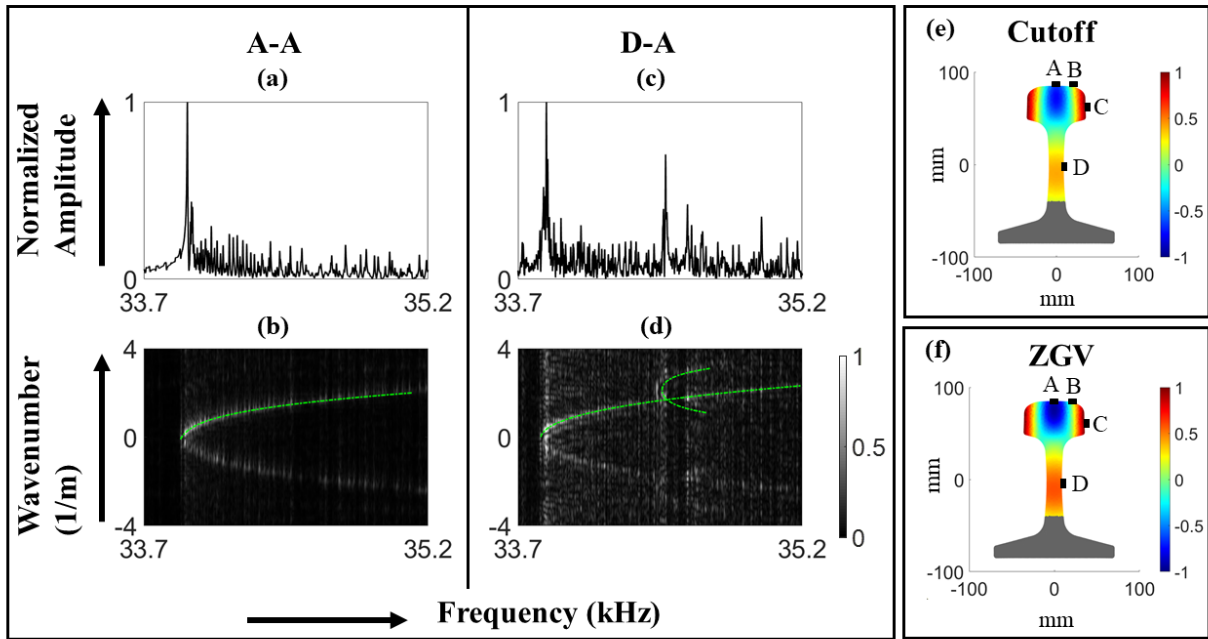 A-A
(a)
Normalized
Amplitude
1
0
33.7
35.2
D-A
(c)
1
0
33.7
35.2
(b)
Wavenumber
(1/m)
4
0
-4
33.7
35.2
(d)
4
0
-4
33.7
35.2
1
0.5
0
Frequency (kHz)
(e)
Cutoff
A B
C
D
100
0
-100
mm
0
100
mm
1
0.5
0
-0.5
-1
(f)
ZGV
A B
C
D
100
0
-100
mm
-100
0
100
mm
1
0.5
0
-0.5
-1